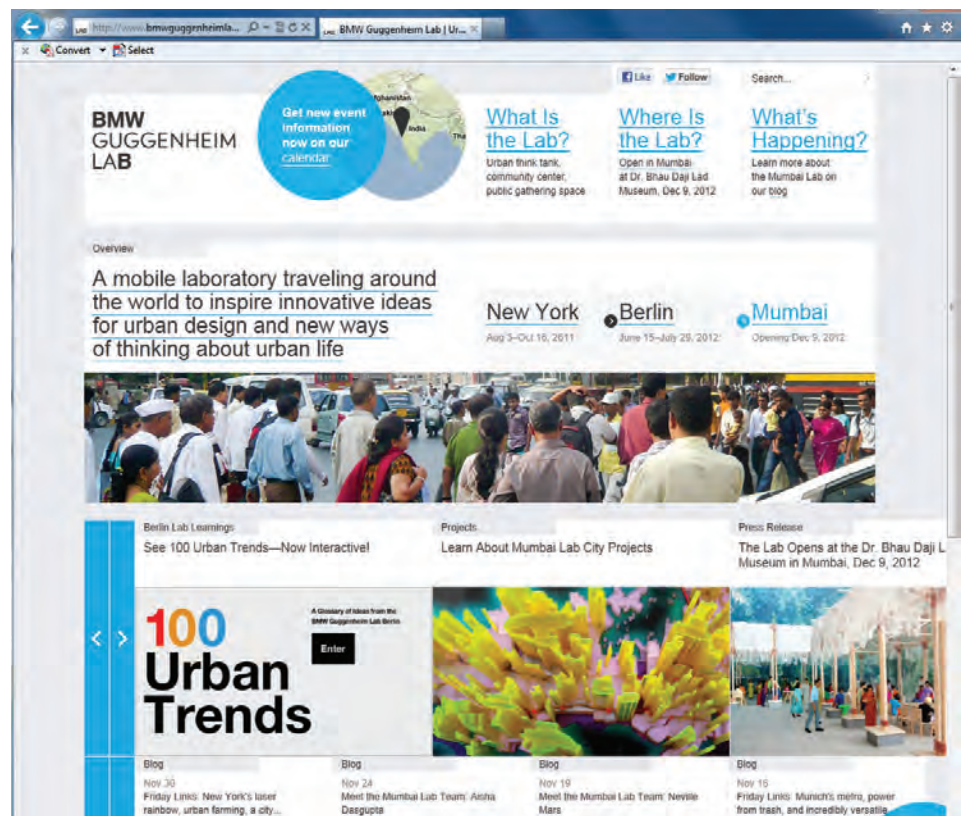 http://www.bmwguggenheimla...
BMW Guggenheim Lab | Ur...
Convert
Select
Like
Follow
Search...
BMW
GUGGENHEIM
LAB
Get new event
information
now on our
calendar
Afghanistan
India
What Is
the Lab?
Urban think tank,
community center,
public gathering space
Where Is
the Lab?
Open in Mumbai
at Dr. Bhau Daji Lad
Museum, Dec 9, 2012
What's
Happening?
Learn more about
the Mumbai Lab on
our blog
Overview
A mobile laboratory traveling around
the world to inspire innovative ideas
for urban design and new ways
of thinking about urban life
New York
Aug 3–Oct 16, 2011
Berlin
June 15–July 29, 2012
Mumbai
Opening Dec 9, 2012
Berlin Lab Learnings
See 100 Urban Trends—Now Interactive!
Projects
Learn About Mumbai Lab City Projects
Press Release
The Lab Opens at the Dr. Bhau Daji L
Museum in Mumbai, Dec 9, 2012
100
Urban
Trends
A Glossary of Ideas from the
BMW Guggenheim Lab Berlin
Enter
Blog
Nov 30
Friday Links: New York's laser
rainbow, urban farming, a city...
Blog
Nov 24
Meet the Mumbai Lab Team: Aisha
Dasgupta
Blog
Nov 19
Meet the Mumbai Lab Team: Neville
Mars
Blog
Nov 16
Friday Links: Munich's metro, power
from trash, and incredibly versatile